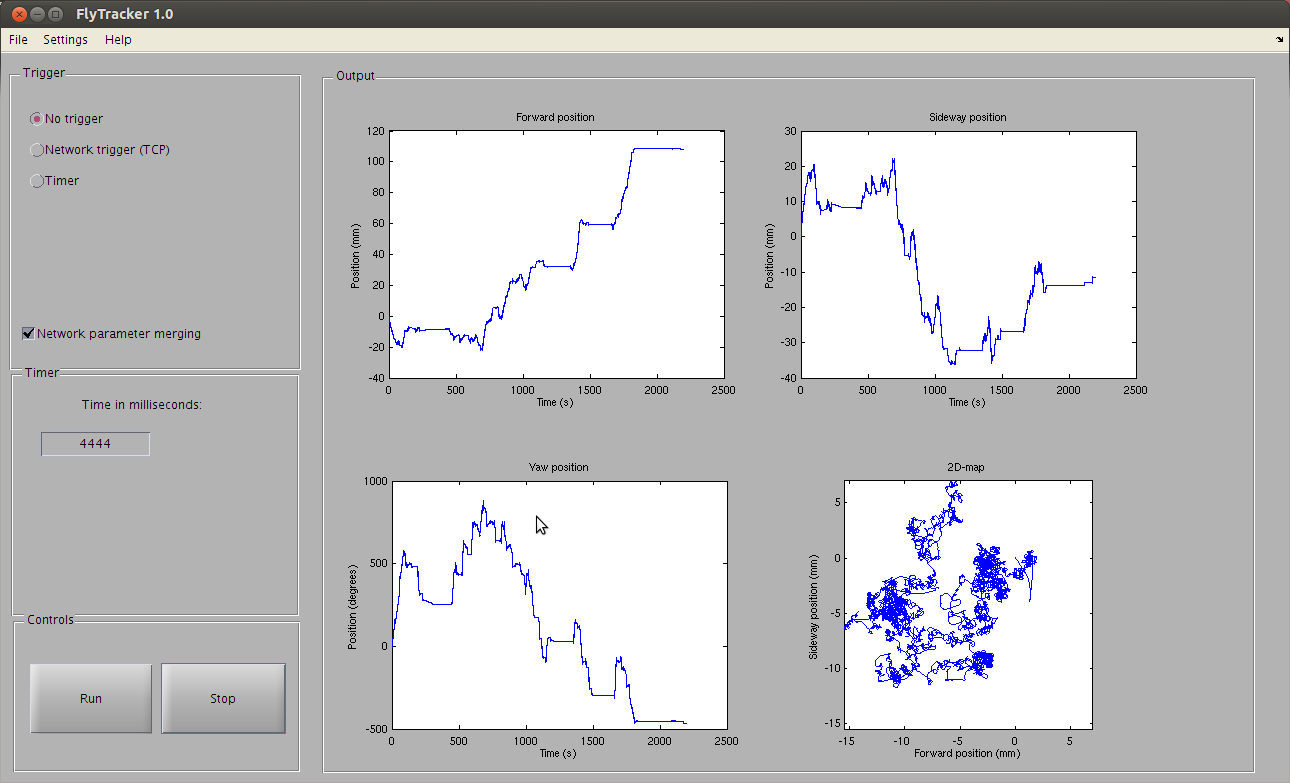 FlyTracker 1.0
File Settings Help
Trigger
No trigger
Network trigger (TCP)
Timer
Network parameter merging
Timer
Time in milliseconds:
4444
Controls
Run Stop
Output
Forward position
120
100
80
60
40
20
0
-20
-40
Position (mm)
0 500 1000 1500 2000 2500
Time (s)
Sideway position
30
20
10
0
-10
-20
-30
-40
Position (mm)
0 500 1000 1500 2000 2500
Time (s)
Yaw position
1000
500
0
-500
Position (degrees)
0 500 1000 1500 2000 2500
Time (s)
2D-map
5
0
-5
-10
-15
Sideway position (mm)
-15 -10 -5 0 5
Forward position (mm)